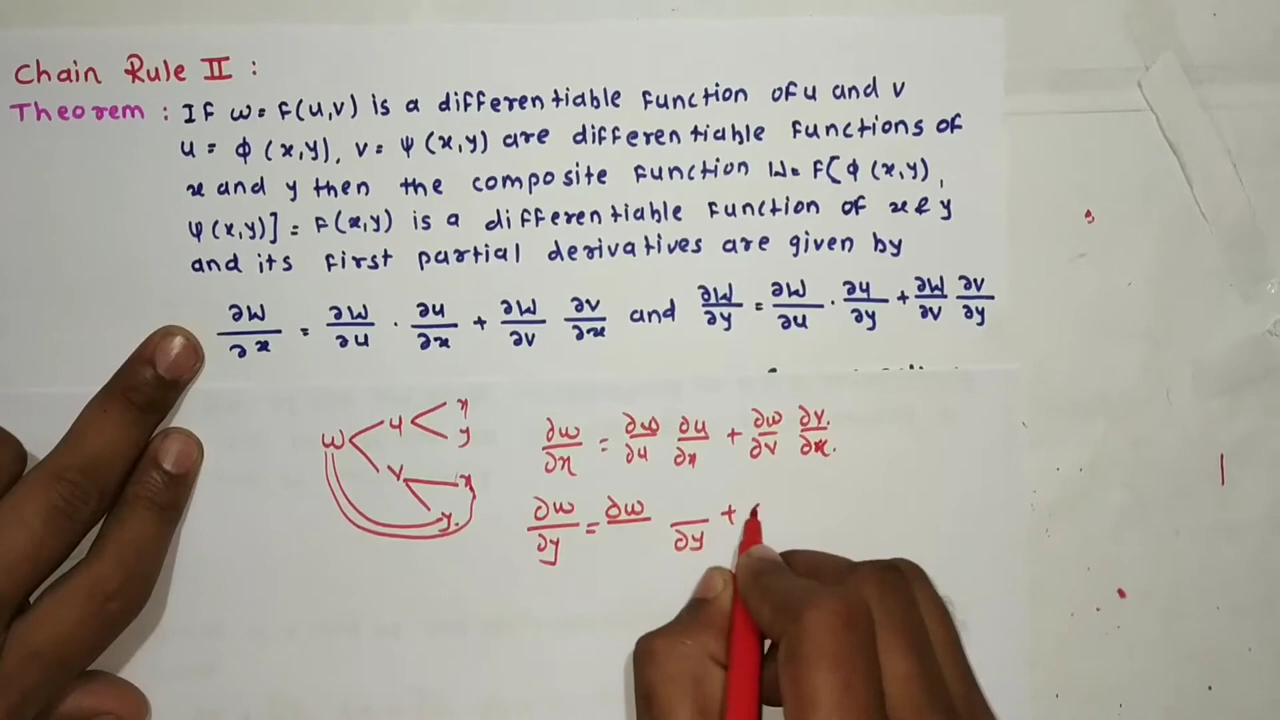 Chain Rule II :
Theorem : If w = f(u,v) is a differentiable function of u and v
u = ϕ(x,y), v = ψ(x,y) are differentiable functions of
x and y then the composite function W = F[ϕ(x,y),
ψ(x,y)] = F(x,y) is a differentiable function of x & y
and its first partial derivatives are given by
∂W/∂x = ∂W/∂u · ∂u/∂x + ∂W/∂v ∂v/∂x and ∂W/∂y = ∂W/∂u · ∂u/∂y + ∂W/∂v ∂v/∂y
w u x y v x y.
∂w/∂x = ∂w/∂u ∂u/∂x + ∂w/∂v ∂v/∂x.
∂w/∂y = ∂w/ /∂y +